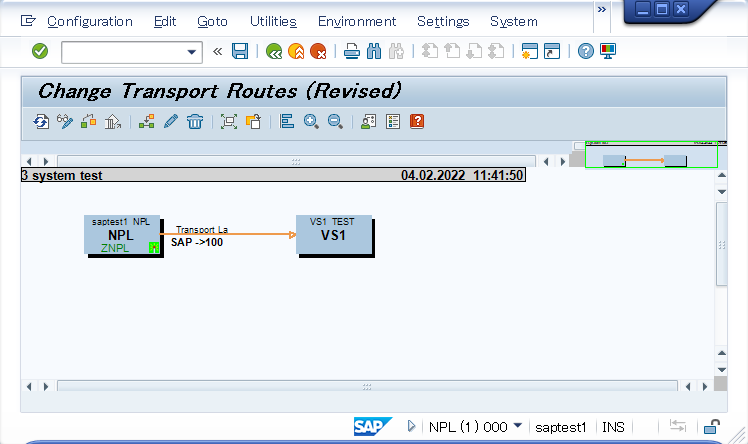 Configuration Edit Goto Utilities Environment Settings System »
«
Change Transport Routes (Revised)
3 system test 04.02.2022 11:41:50
saptest1 NPL
NPL
ZNPL
Transport La
SAP ->100
VS1 TEST
VS1
SAP NPL (1) 000 saptest1 INS